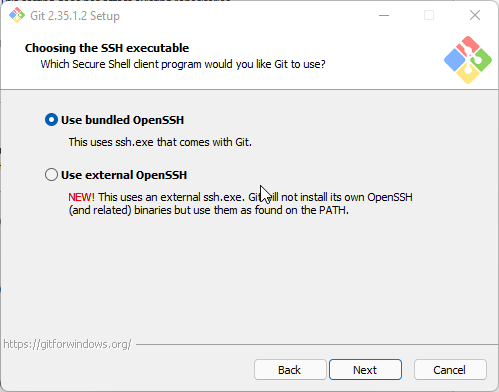 Git 2.35.1.2 Setup
Choosing the SSH executable
Which Secure Shell client program would you like Git to use?
Use bundled OpenSSH
This uses ssh.exe that comes with Git.
Use external OpenSSH
NEW! This uses an external ssh.exe. Git will not install its own OpenSSH
(and related) binaries but use them as found on the PATH.
https://gitforwindows.org/
Back
Next
Cancel